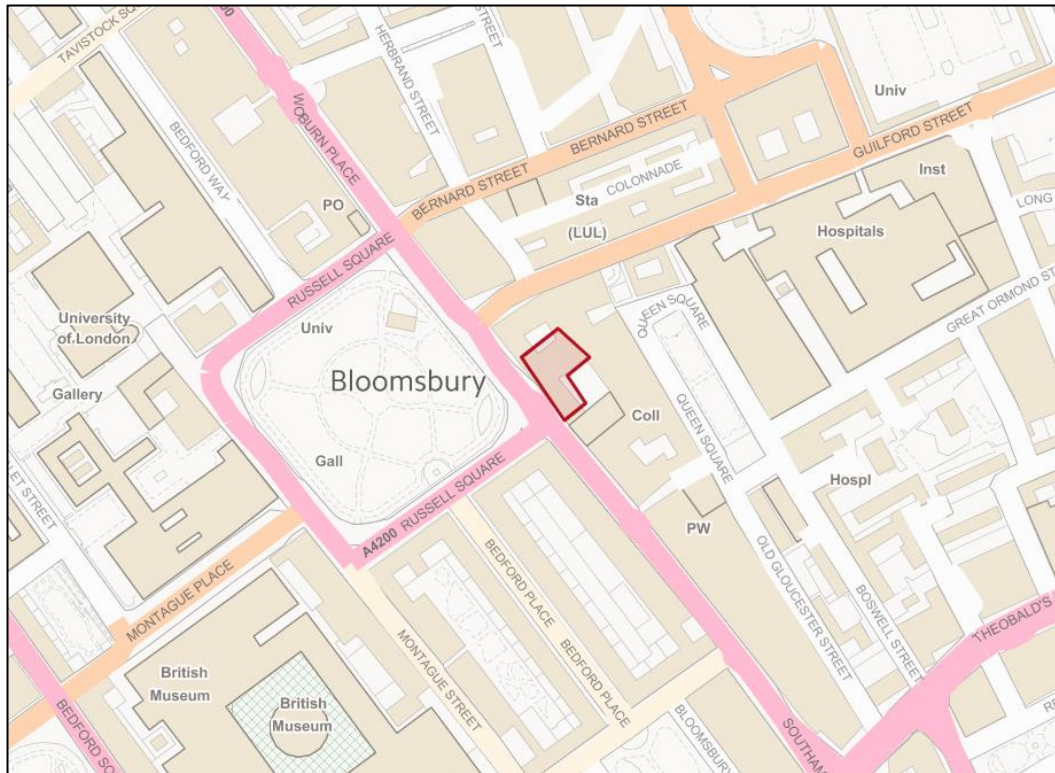 TAVISTOCK SQUARE
WOBURN PLACE
BEDFORD WAY
HERBRAND STREET
STREET
BERNARD STREET
BERNARD STREET
Univ
GUILFORD STREET
COLONNADE
Sta
(LUL)
Inst
LONG
PO
Hospitals
RUSSELL SQUARE
University
of London
Univ
Gallery
Bloomsbury
QUEEN SQUARE
QUEEN SQUARE
GREAT ORMOND ST
Gall
Coll
Hospl
PW
A4200
RUSSELL SQUARE
BEDFORD PLACE
BEDFORD PLACE
MONTAGUE PLACE
MONTAGUE STREET
OLD GLOUCESTER STREET
BOSWELL STREET
THEOBALD'S
British
Museum
British
Museum
BEDFORD SQ
BLOOMSBURY
SOUTHAM